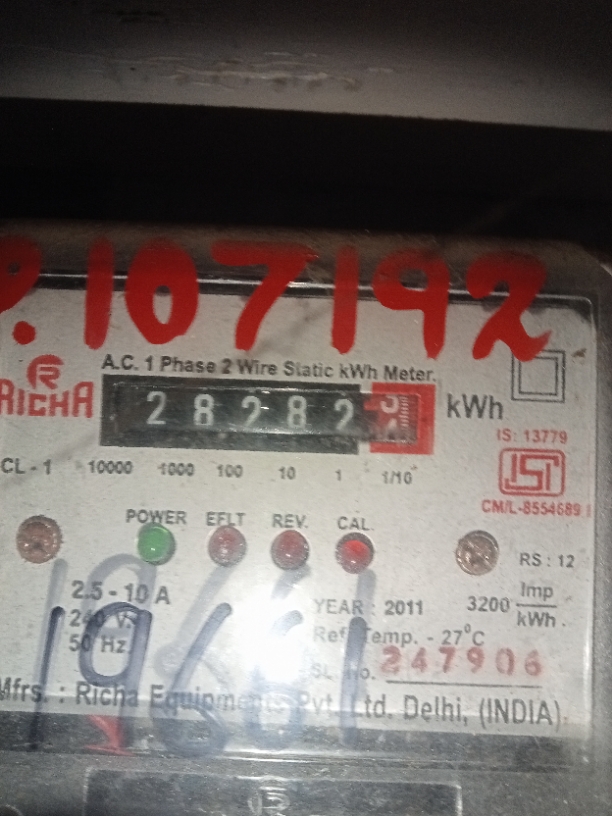 P.107192
A.C. 1 Phase 2 Wire Static kWh Meter.
RICHA
28282 kWh
IS: 13779
ISI
CL - 1 10000 1000 100 10 1 1/10
CM/L-8554689
POWER EFLT REV. CAL.
RS : 12
2.5 - 10 A
YEAR : 2011 3200 Imp/kWh.
240 V.
50 Hz.
Ref. Temp. - 27°C
SL No. 247906
19661
Mfrs. : Richa Equipments Pvt. Ltd. Delhi, (INDIA).